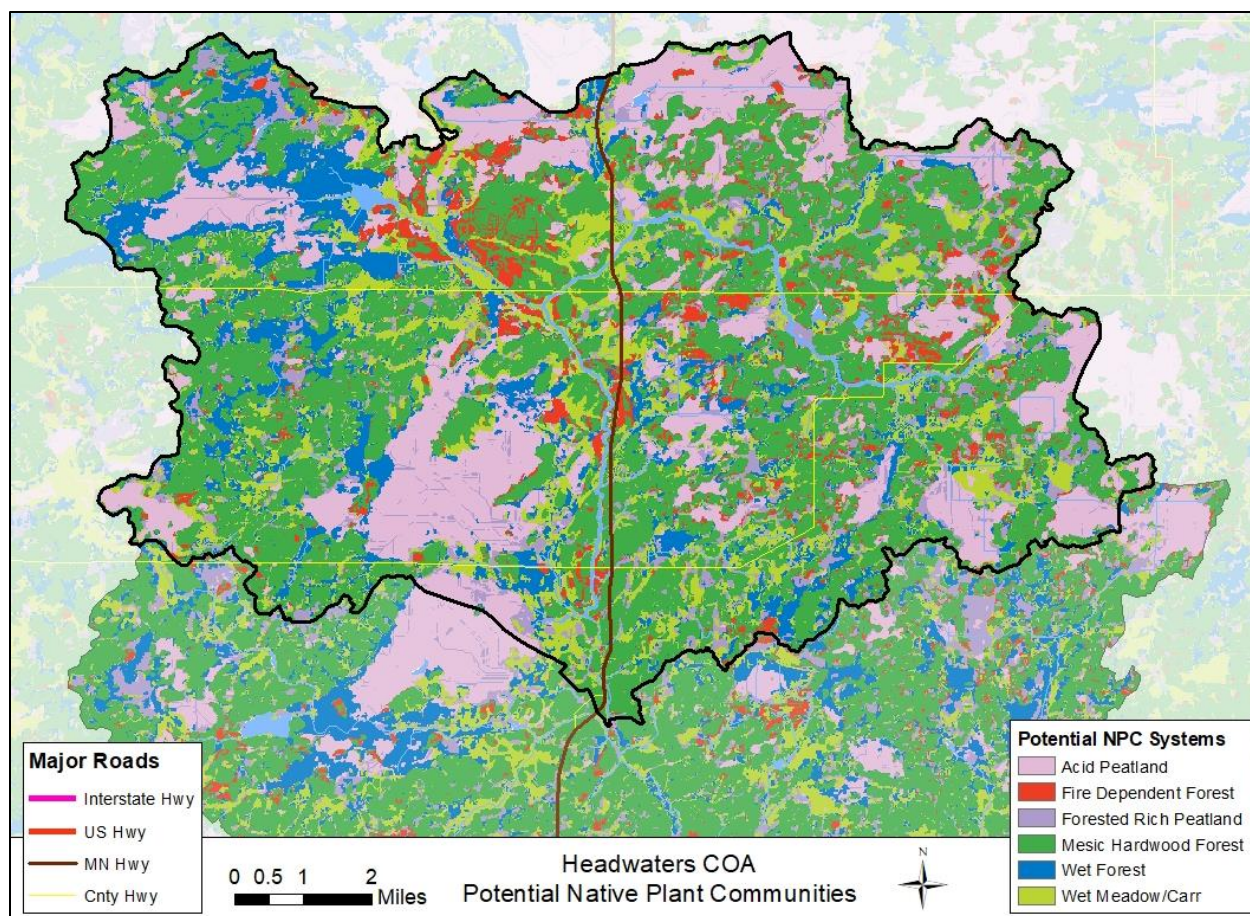 Major Roads
Interstate Hwy
US Hwy
MN Hwy
Cnty Hwy
0 0.5 1 2
Miles
Headwaters COA
Potential Native Plant Communities
N
Potential NPC Systems
Acid Peatland
Fire Dependent Forest
Forested Rich Peatland
Mesic Hardwood Forest
Wet Forest
Wet Meadow/Carr